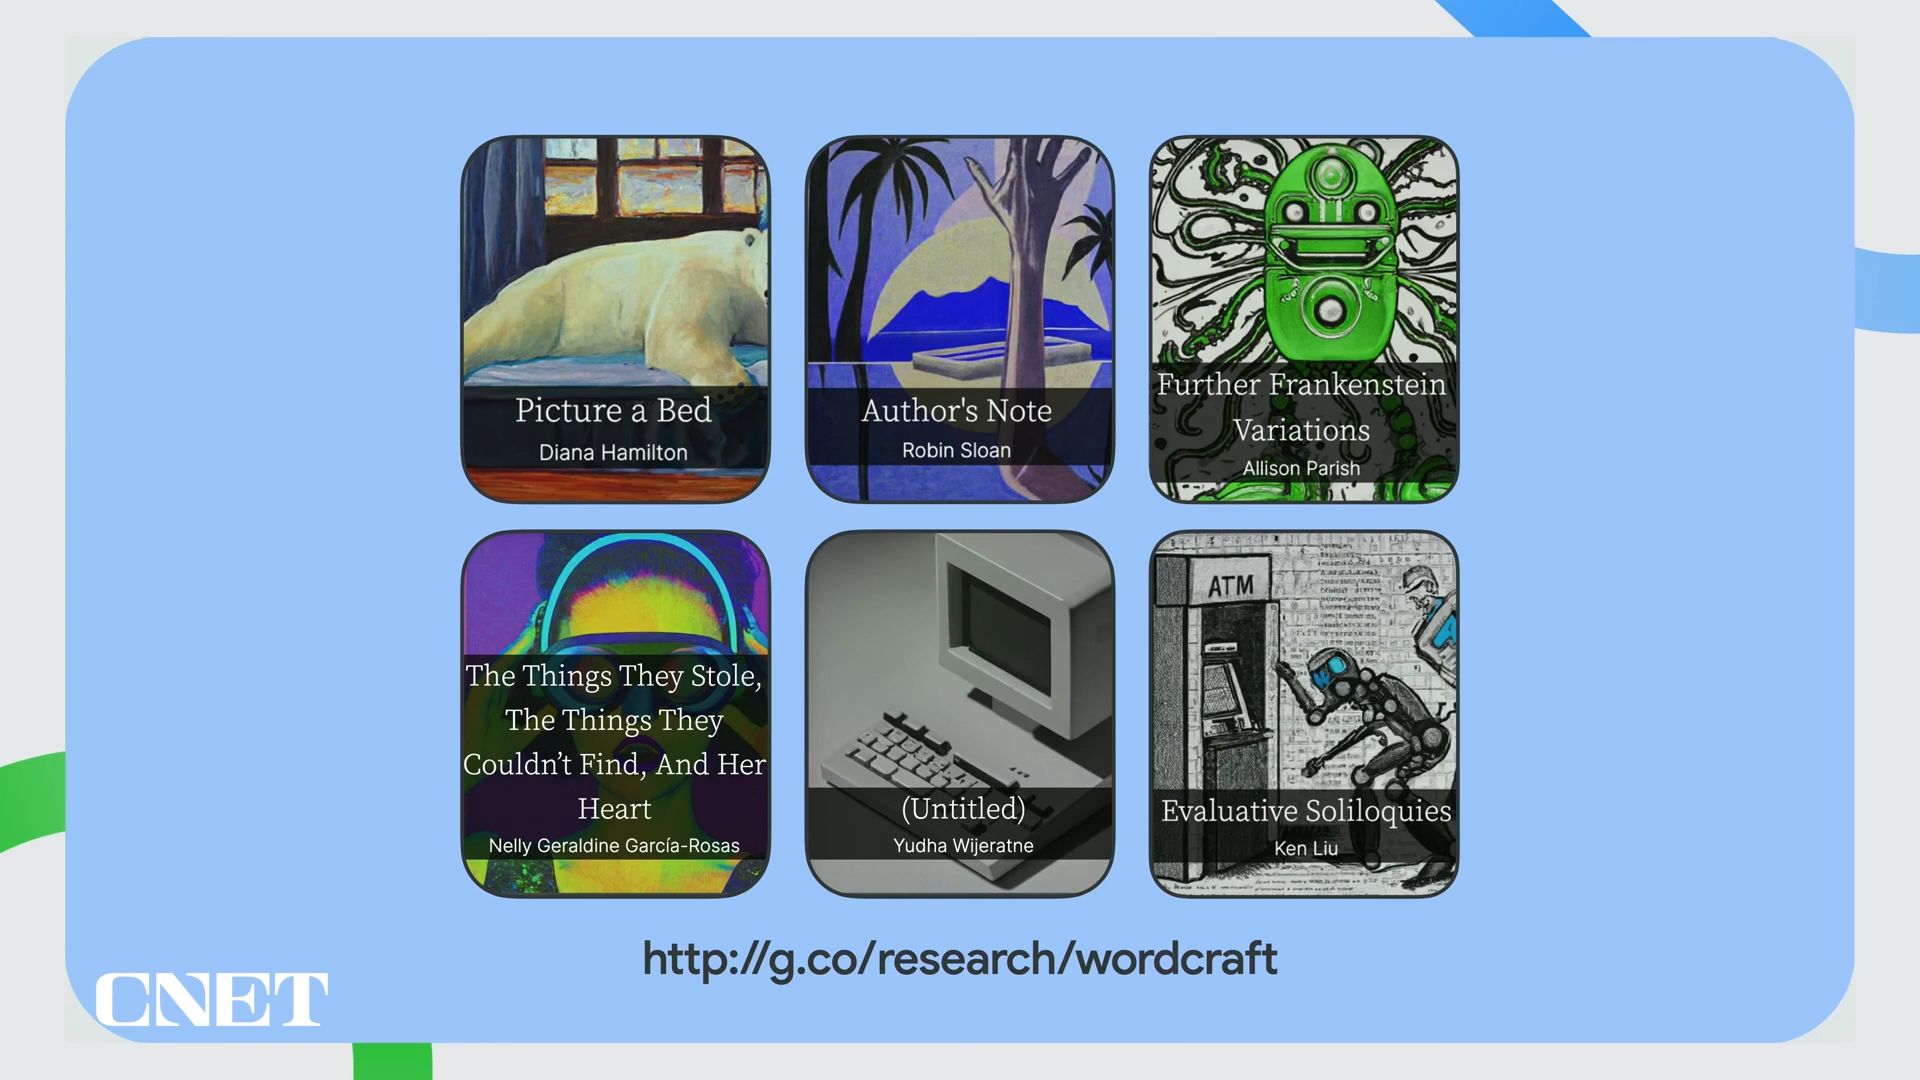 Picture a Bed
Diana Hamilton
Author's Note
Robin Sloan
Further Frankenstein
Variations
Allison Parish
The Things They Stole,
The Things They
Couldn’t Find, And Her
Heart
Nelly Geraldine García-Rosas
(Untitled)
Yudha Wijeratne
ATM
Evaluative Soliloquies
Ken Liu
http://g.co/research/wordcraft
CNET